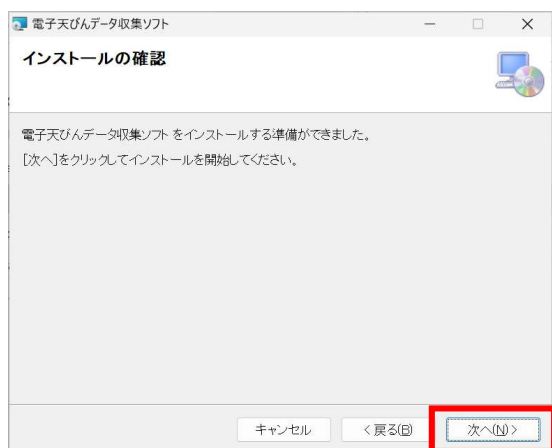 電子天びんデータ収集ソフト
インストールの確認
電子天びんデータ収集ソフト をインストールする準備ができました。
[次へ]をクリックしてインストールを開始してください。
キャンセル
< 戻る(B)
次へ(N) >